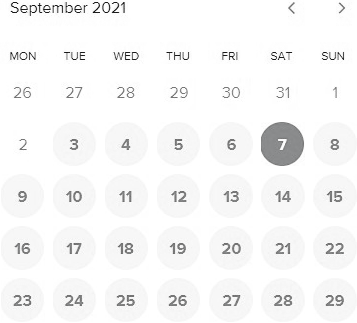 September 2021 < >
MON TUE WED THU FRI SAT SUN
26 27 28 29 30 31 1
2 3 4 5 6 7 8
9 10 11 12 13 14 15
16 17 18 19 20 21 22
23 24 25 26 27 28 29